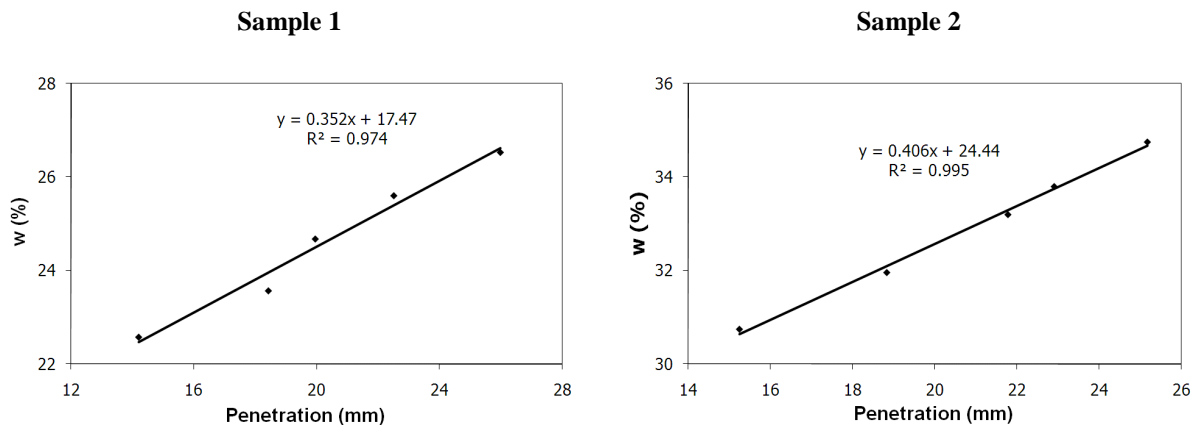 Sample 1
28
26
24
22
w (%)
y = 0.352x + 17.47
R² = 0.974
12 16 20 24 28
Penetration (mm)
Sample 2
36
34
32
30
w (%)
y = 0.406x + 24.44
R² = 0.995
14 16 18 20 22 24 26
Penetration (mm)